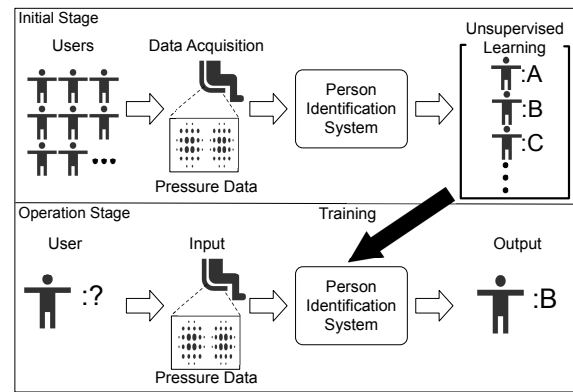 Initial Stage
Users
Data Acquisition
Unsupervised
Learning
Person
Identification
System
:A
:B
:C
Pressure Data
Operation Stage
Training
User
Input
Output
:?
Person
Identification
System
:B
Pressure Data